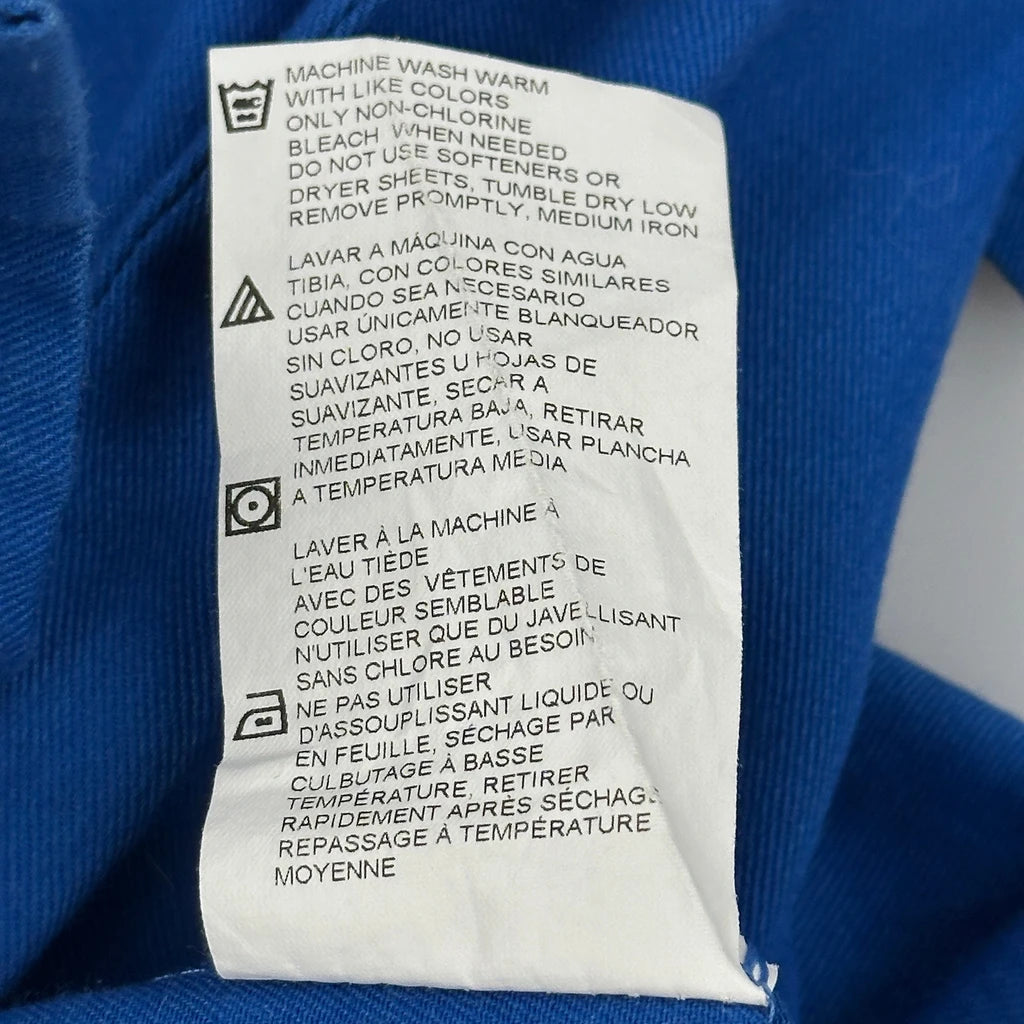 MACHINE WASH WARM
WITH LIKE COLORS
ONLY NON-CHLORINE
BLEACH WHEN NEEDED
DO NOT USE SOFTENERS OR
DRYER SHEETS, TUMBLE DRY LOW
REMOVE PROMPTLY, MEDIUM IRON
LAVAR A MÁQUINA CON AGUA
TIBIA, CON COLORES SIMILARES
CUANDO SEA NECESARIO
USAR ÚNICAMENTE BLANQUEADOR
SIN CLORO, NO USAR
SUAVIZANTES U HOJAS DE
SUAVIZANTE, SECAR A
TEMPERATURA BAJA, RETIRAR
INMEDIATAMENTE, USAR PLANCHA
A TEMPERATURA MEDIA
LAVER À LA MACHINE À
L'EAU TIÈDE
AVEC DES VÊTEMENTS DE
COULEUR SEMBLABLE
N'UTILISER QUE DU JAVELLISANT
SANS CHLORE AU BESOIN
NE PAS UTILISER
D'ASSOUPLISSANT LIQUIDE OU
EN FEUILLE, SÉCHAGE PAR
CULBUTAGE À BASSE
TEMPÉRATURE, RETIRER
RAPIDEMENT APRÈS SÉCHAGE
REPASSAGE À TEMPÉRATURE
MOYENNE